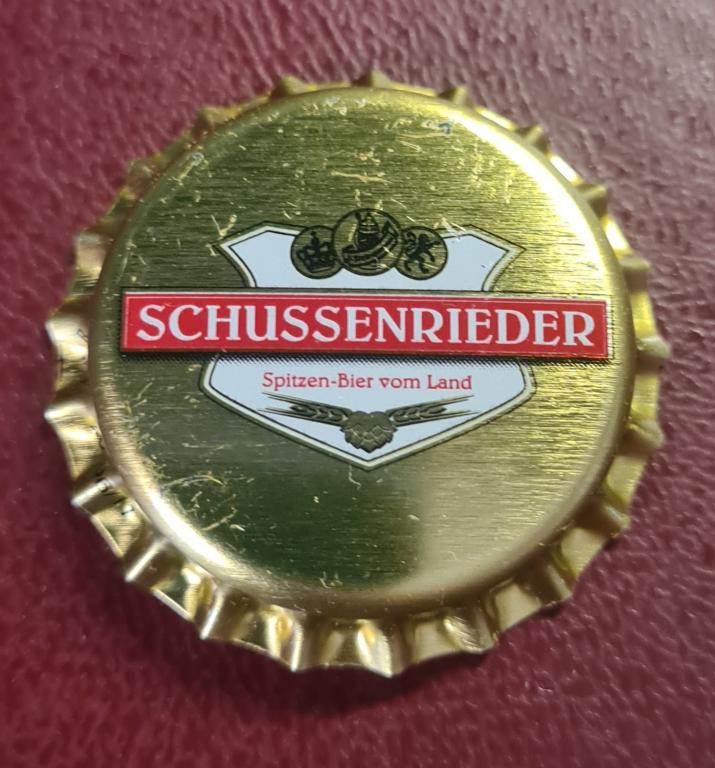 SCHUSSENRIEDER
Spitzen-Bier vom Land